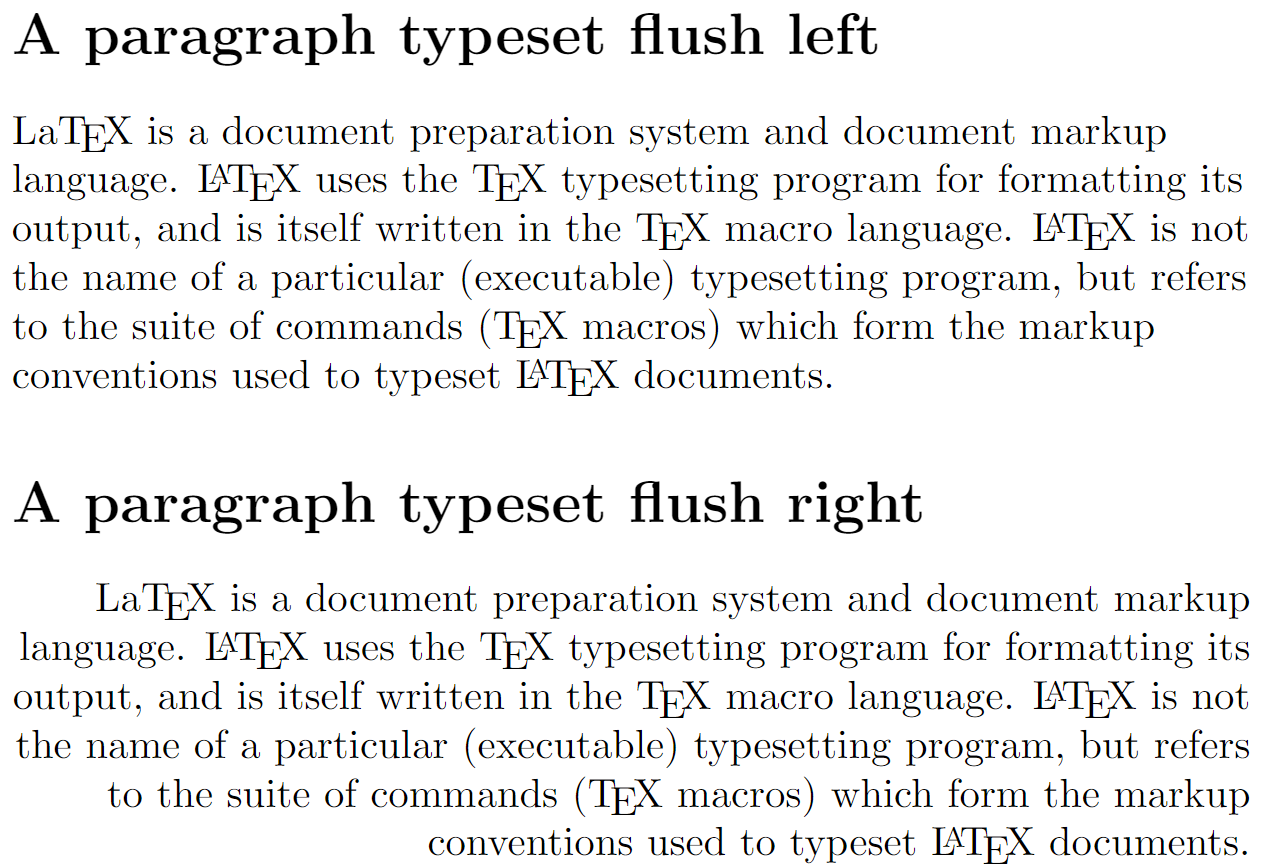 A paragraph typeset flush left
LaTEX is a document preparation system and document markup
language. LATEX uses the TEX typesetting program for formatting its
output, and is itself written in the TEX macro language. LATEX is not
the name of a particular (executable) typesetting program, but refers
to the suite of commands (TEX macros) which form the markup
conventions used to typeset LATEX documents.
A paragraph typeset flush right
LaTEX is a document preparation system and document markup
language. LATEX uses the TEX typesetting program for formatting its
output, and is itself written in the TEX macro language. LATEX is not
the name of a particular (executable) typesetting program, but refers
to the suite of commands (TEX macros) which form the markup
conventions used to typeset LATEX documents.